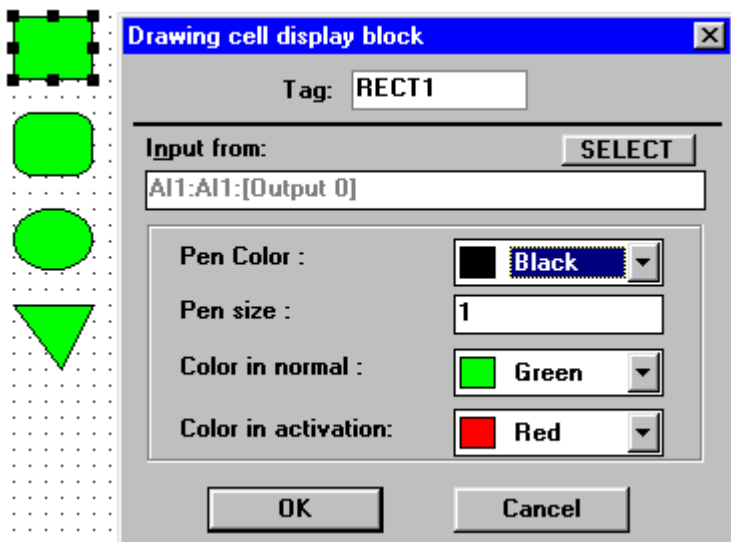 Drawing cell display block
Tag: RECT1
Input from: SELECT
AI1:AI1:[Output 0]
Pen Color : Black
Pen size : 1
Color in normal : Green
Color in activation: Red
OK Cancel